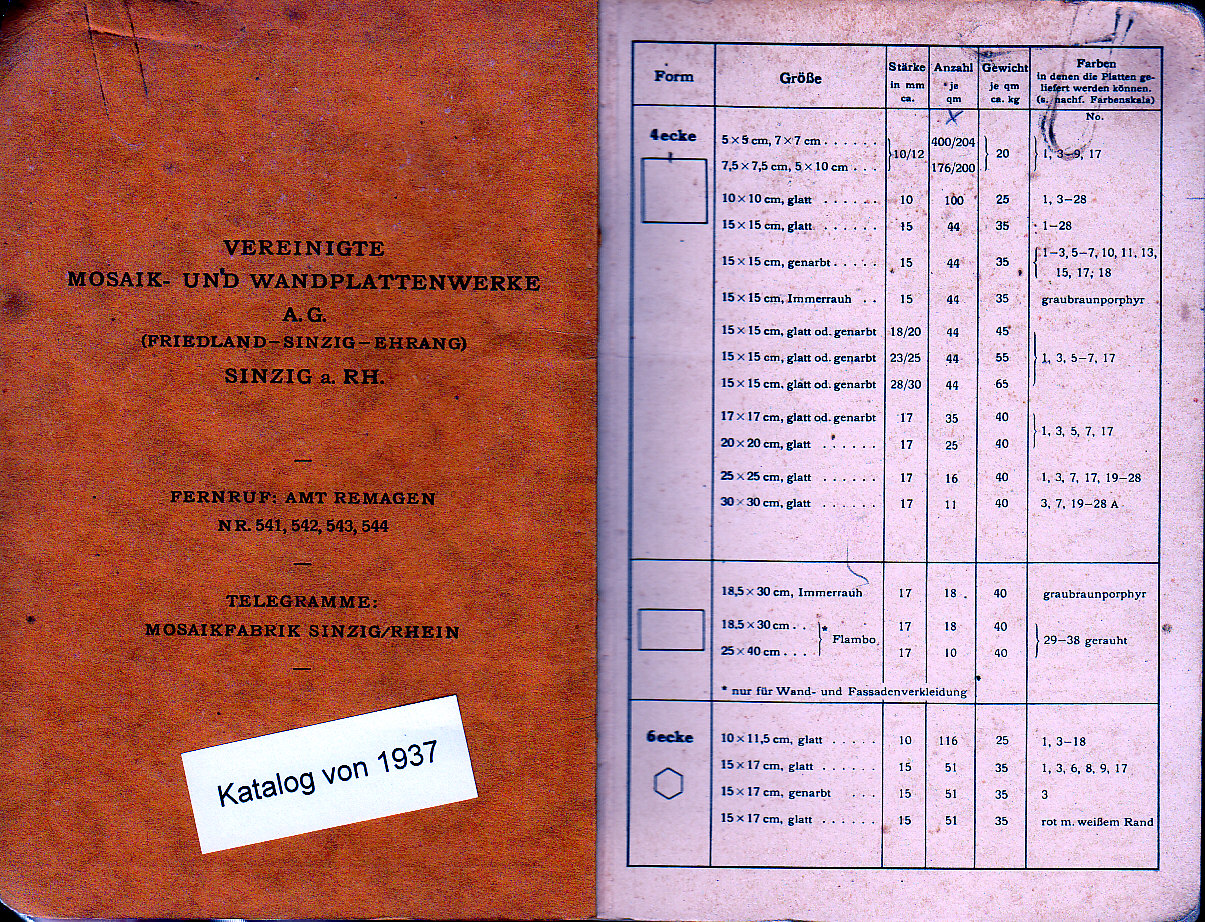 VEREINIGTE
MOSAIK- UND WANDPLATTENWERKE
A. G.
(FRIEDLAND–SINZIG–EHRANG)
SINZIG a. RH.
FERNRUF: AMT REMAGEN
NR. 541, 542, 543, 544
TELEGRAMME:
MOSAIKFABRIK SINZIG/RHEIN
Katalog von 1937
Form Größe Stärke in mm ca. Anzahl je qm Gewicht je qm ca. kg Farben in denen die Platten geliefert werden können. (s. nachf. Farbenskala)
No.
4ecke
5 × 5 cm, 7 × 7 cm . . . . . . 10/12 400/204 20 1, 3–9, 17
7,5 × 7,5 cm, 5 × 10 cm . . . 176/200
10 × 10 cm, glatt . . . . . . 10 100 25 1, 3–28
15 × 15 cm, glatt . . . . . . 15 44 35 1–28
15 × 15 cm, genarbt . . . . . 15 44 35 1–3, 5–7, 10, 11, 13,
15, 17, 18
15 × 15 cm, Immerrauh . . 15 44 35 graubraunporphyr
15 × 15 cm, glatt od. genarbt 18/20 44 45
15 × 15 cm, glatt od. genarbt 23/25 44 55 1, 3, 5–7, 17
15 × 15 cm, glatt od. genarbt 28/30 44 65
17 × 17 cm, glatt od. genarbt 17 35 40 1, 3, 5, 7, 17
20 × 20 cm, glatt . . . . . . 17 25 40
25 × 25 cm, glatt . . . . . . 17 16 40 1, 3, 7, 17, 19–28
30 × 30 cm, glatt . . . . . . 17 11 40 3, 7, 19–28 A
18,5 × 30 cm, Immerrauh 17 18 40 graubraunporphyr
18,5 × 30 cm . . * Flambo 17 18 40 29–38 gerauht
25 × 40 cm . . . 17 10 40
* nur für Wand- und Fassadenverkleidung
6ecke
10 × 11,5 cm, glatt . . . . . 10 116 25 1, 3–18
15 × 17 cm, glatt . . . . . . 15 51 35 1, 3, 6, 8, 9, 17
15 × 17 cm, genarbt . . . 15 51 35 3
15 × 17 cm, glatt . . . . . . 15 51 35 rot m. weißem Rand